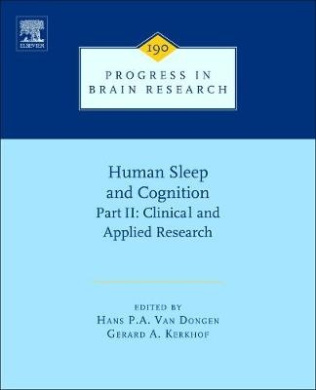 ELSEVIER
190
PROGRESS IN
BRAIN RESEARCH
Human Sleep
and Cognition
Part II: Clinical and
Applied Research
EDITED BY
HANS P.A. VAN DONGEN
GERARD A. KERKHOF